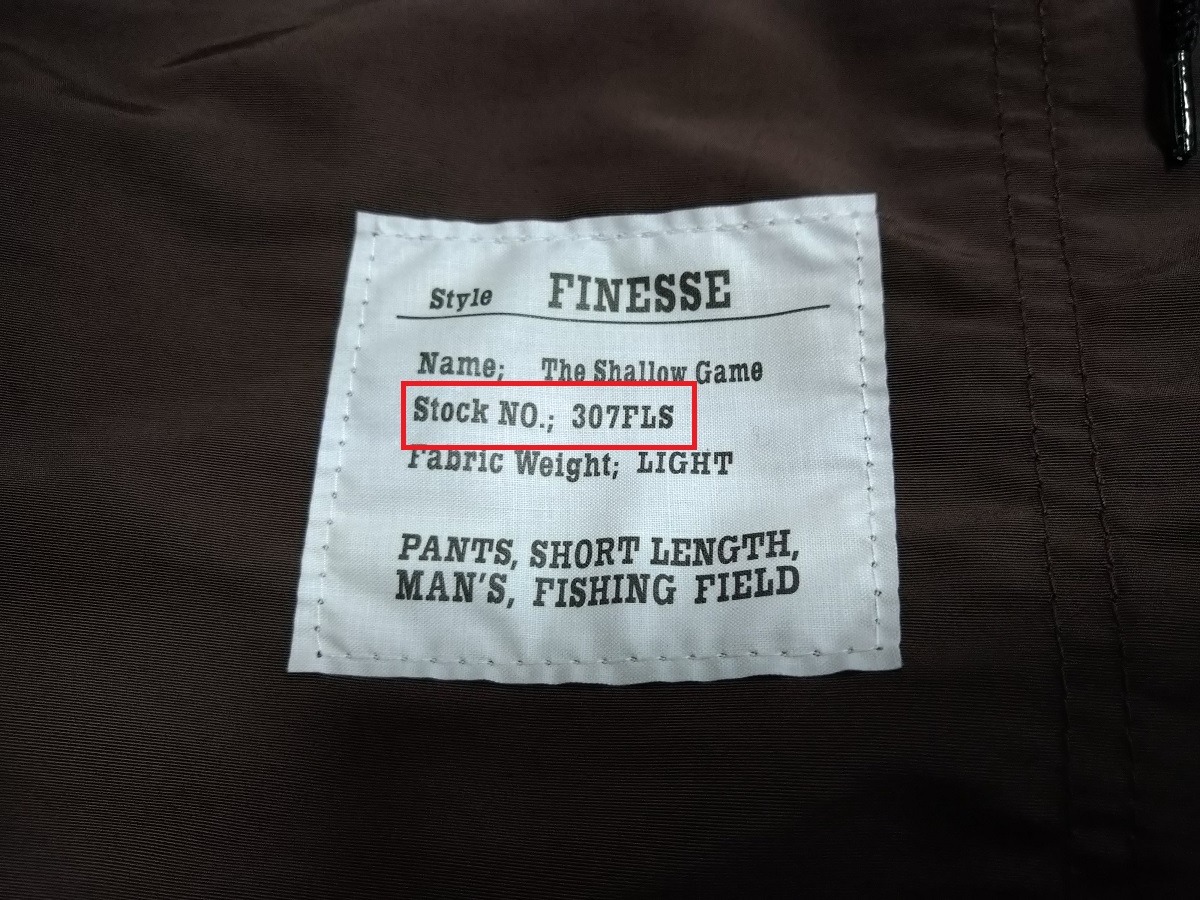 Style FINESSE
Name; The Shallow Game
Stock NO.; 307FLS
Fabric Weight; LIGHT
PANTS, SHORT LENGTH,
MAN'S, FISHING FIELD